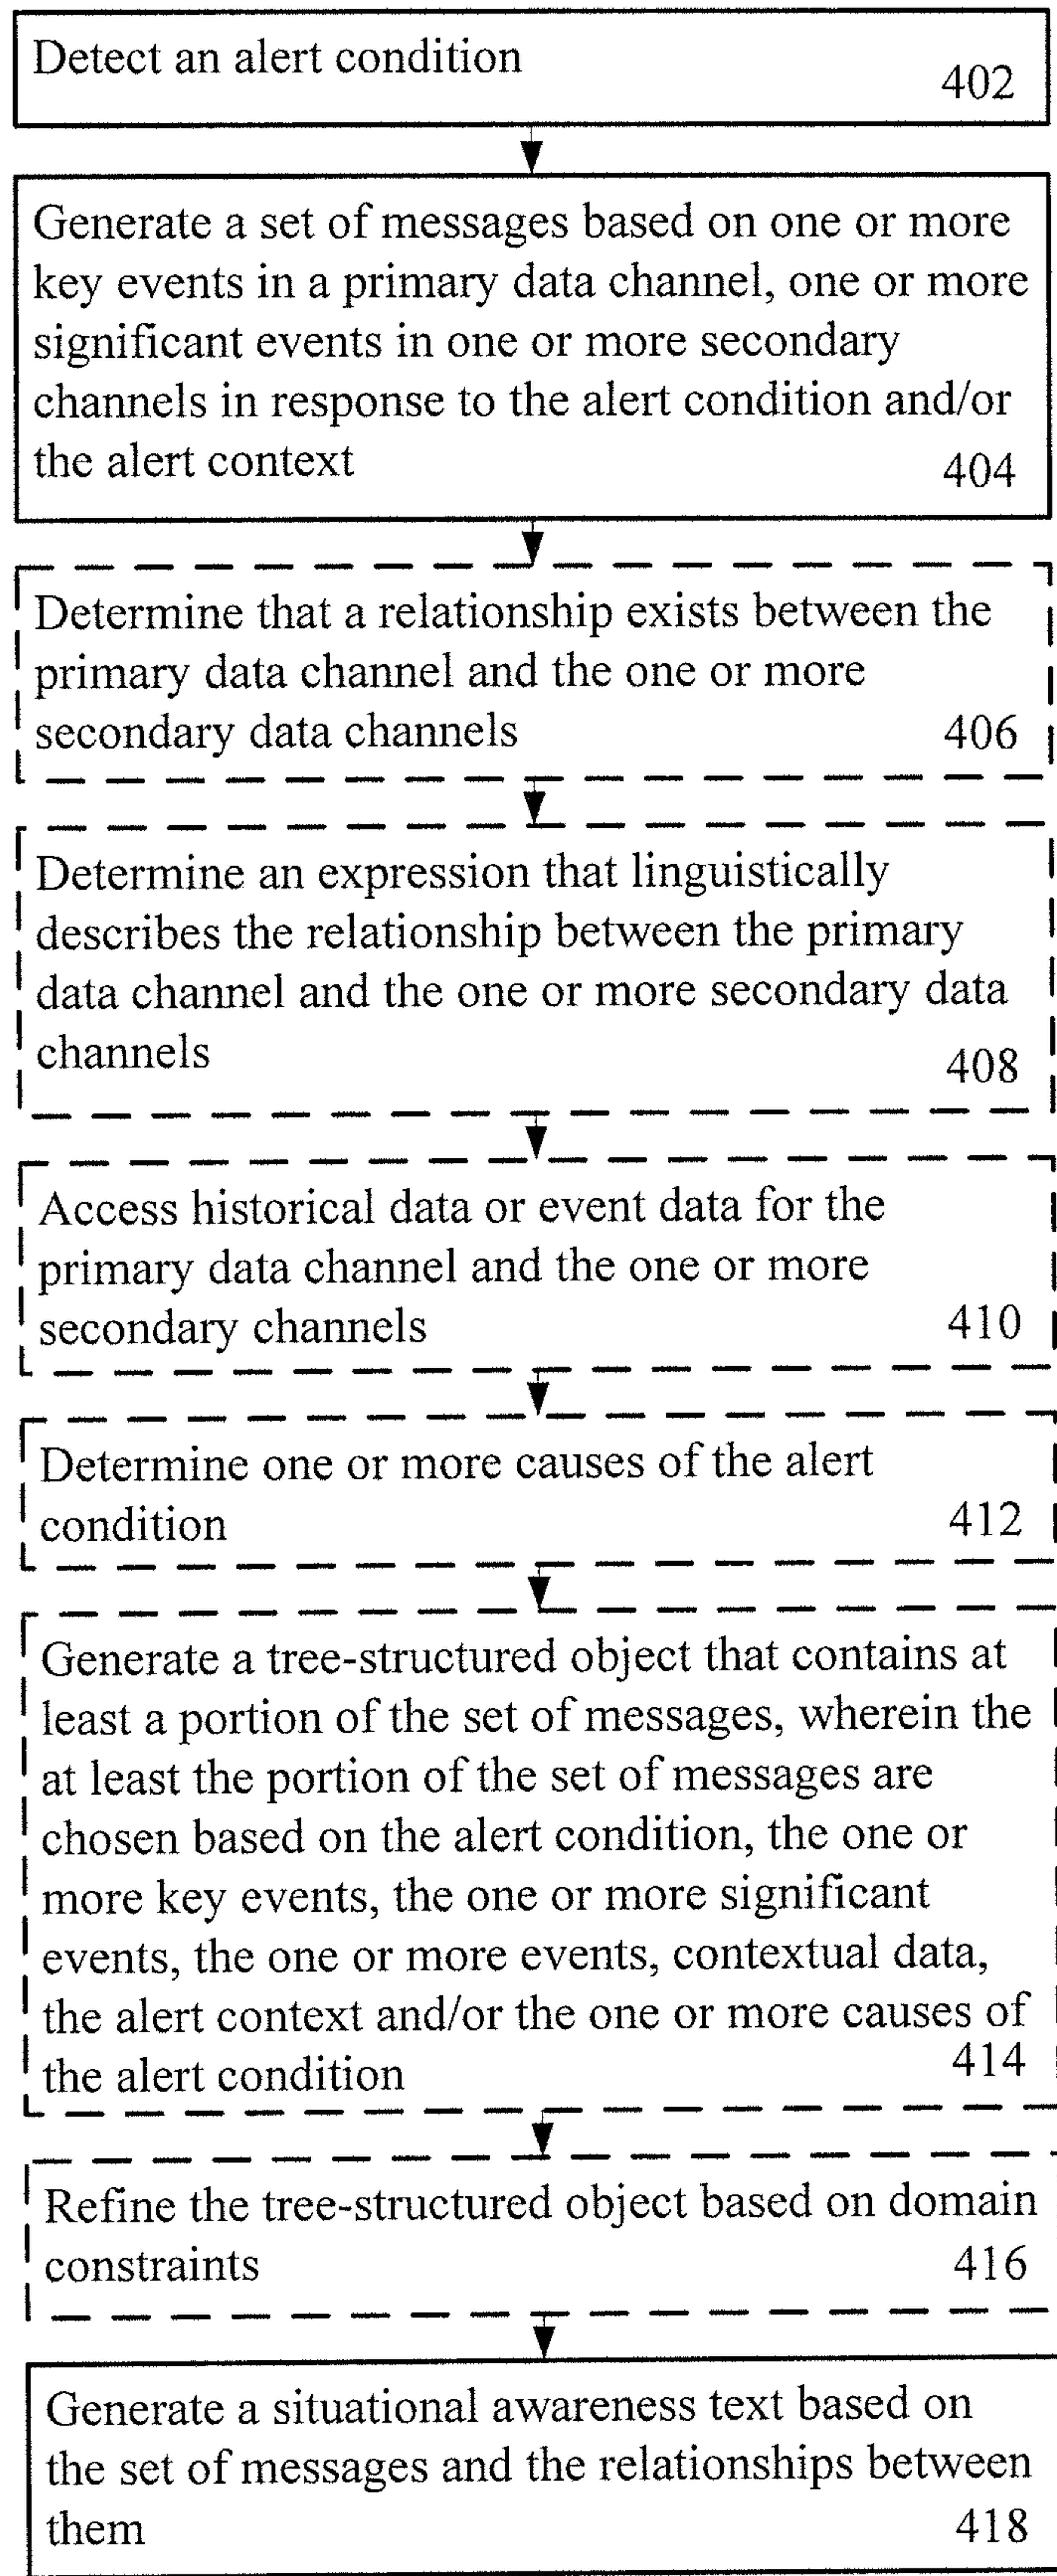 Detect an alert condition
402
Generate a set of messages based on one or more
key events in a primary data channel, one or more
significant events in one or more secondary
channels in response to the alert condition and/or
the alert context
404
Determine that a relationship exists between the
primary data channel and the one or more
secondary data channels
406
Determine an expression that linguistically
describes the relationship between the primary
data channel and the one or more secondary data
channels
408
Access historical data or event data for the
primary data channel and the one or more
secondary channels
410
Determine one or more causes of the alert
condition
412
Generate a tree-structured object that contains at
least a portion of the set of messages, wherein the
at least the portion of the set of messages are
chosen based on the alert condition, the one or
more key events, the one or more significant
events, the one or more events, contextual data,
the alert context and/or the one or more causes of
the alert condition
414
Refine the tree-structured object based on domain
constraints
416
Generate a situational awareness text based on
the set of messages and the relationships between
them
418